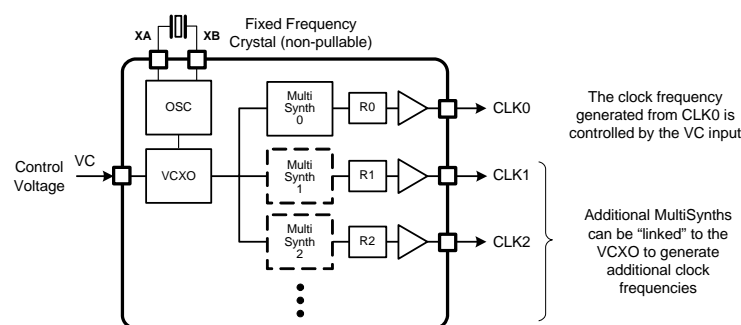 Fixed Frequency
Crystal (non-pullable)
XA
XB
OSC
Multi
Synth
0
R0
CLK0
The clock frequency
generated from CLK0 is
controlled by the VC input
Control
Voltage
VC
VCXO
Multi
Synth
1
R1
CLK1
Multi
Synth
2
R2
CLK2
Additional MultiSynths
can be “linked” to the
VCXO to generate
additional clock
frequencies